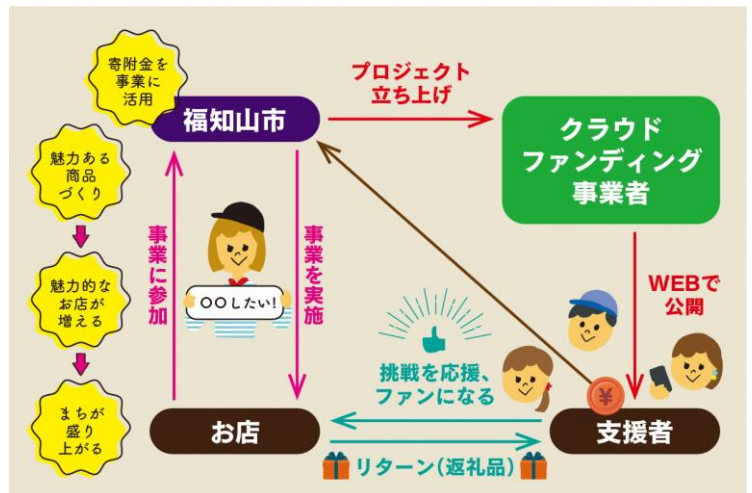 寄附金を
事業に
活用
福知山市
プロジェクト
立ち上げ
クラウド
ファンディング
事業者
魅力ある
商品
づくり
事業に参加
〇〇したい!
事業を実施
WEBで
公開
魅力的な
お店が
増える
挑戦を応援、
ファンになる
¥
まちが
盛り
上がる
お店
支援者
リターン(返礼品)